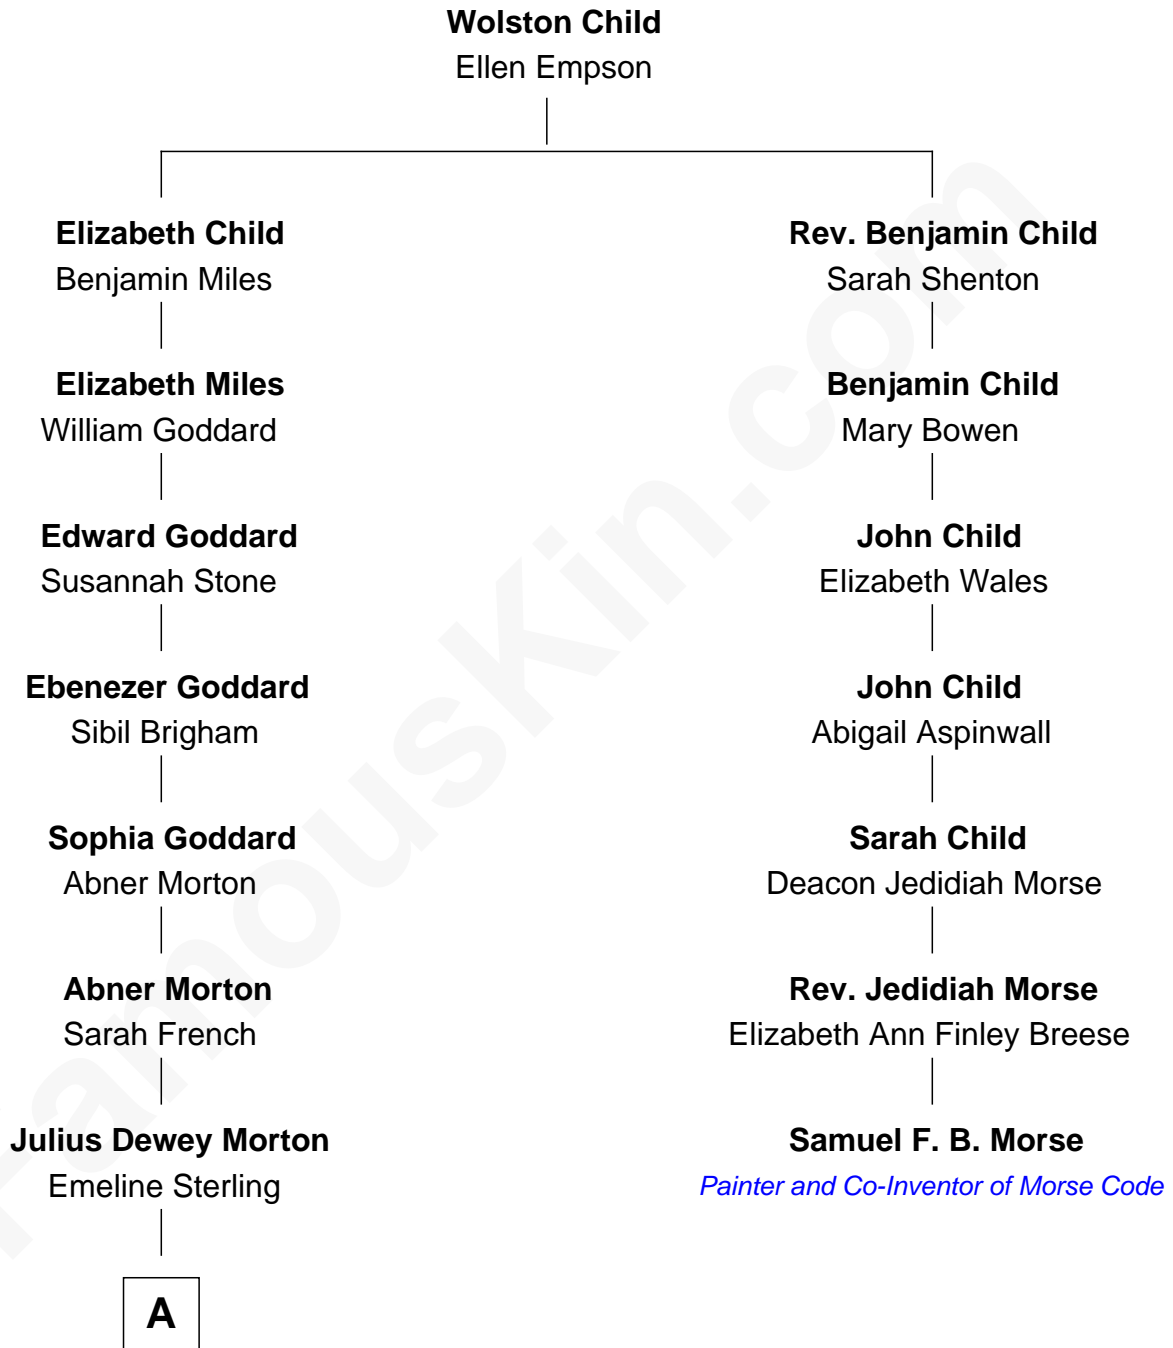 Wolston Child
Ellen Empson
Elizabeth Child
Benjamin Miles
Rev. Benjamin Child
Sarah Shenton
Elizabeth Miles
William Goddard
Benjamin Child
Mary Bowen
Edward Goddard
Susannah Stone
John Child
Elizabeth Wales
Ebenezer Goddard
Sibil Brigham
John Child
Abigail Aspinwall
Sophia Goddard
Abner Morton
Sarah Child
Deacon Jedidiah Morse
Abner Morton
Sarah French
Rev. Jedidiah Morse
Elizabeth Ann Finley Breese
Julius Dewey Morton
Emeline Sterling
Samuel F. B. Morse
Painter and Co-Inventor of Morse Code
A
FamousKin.com